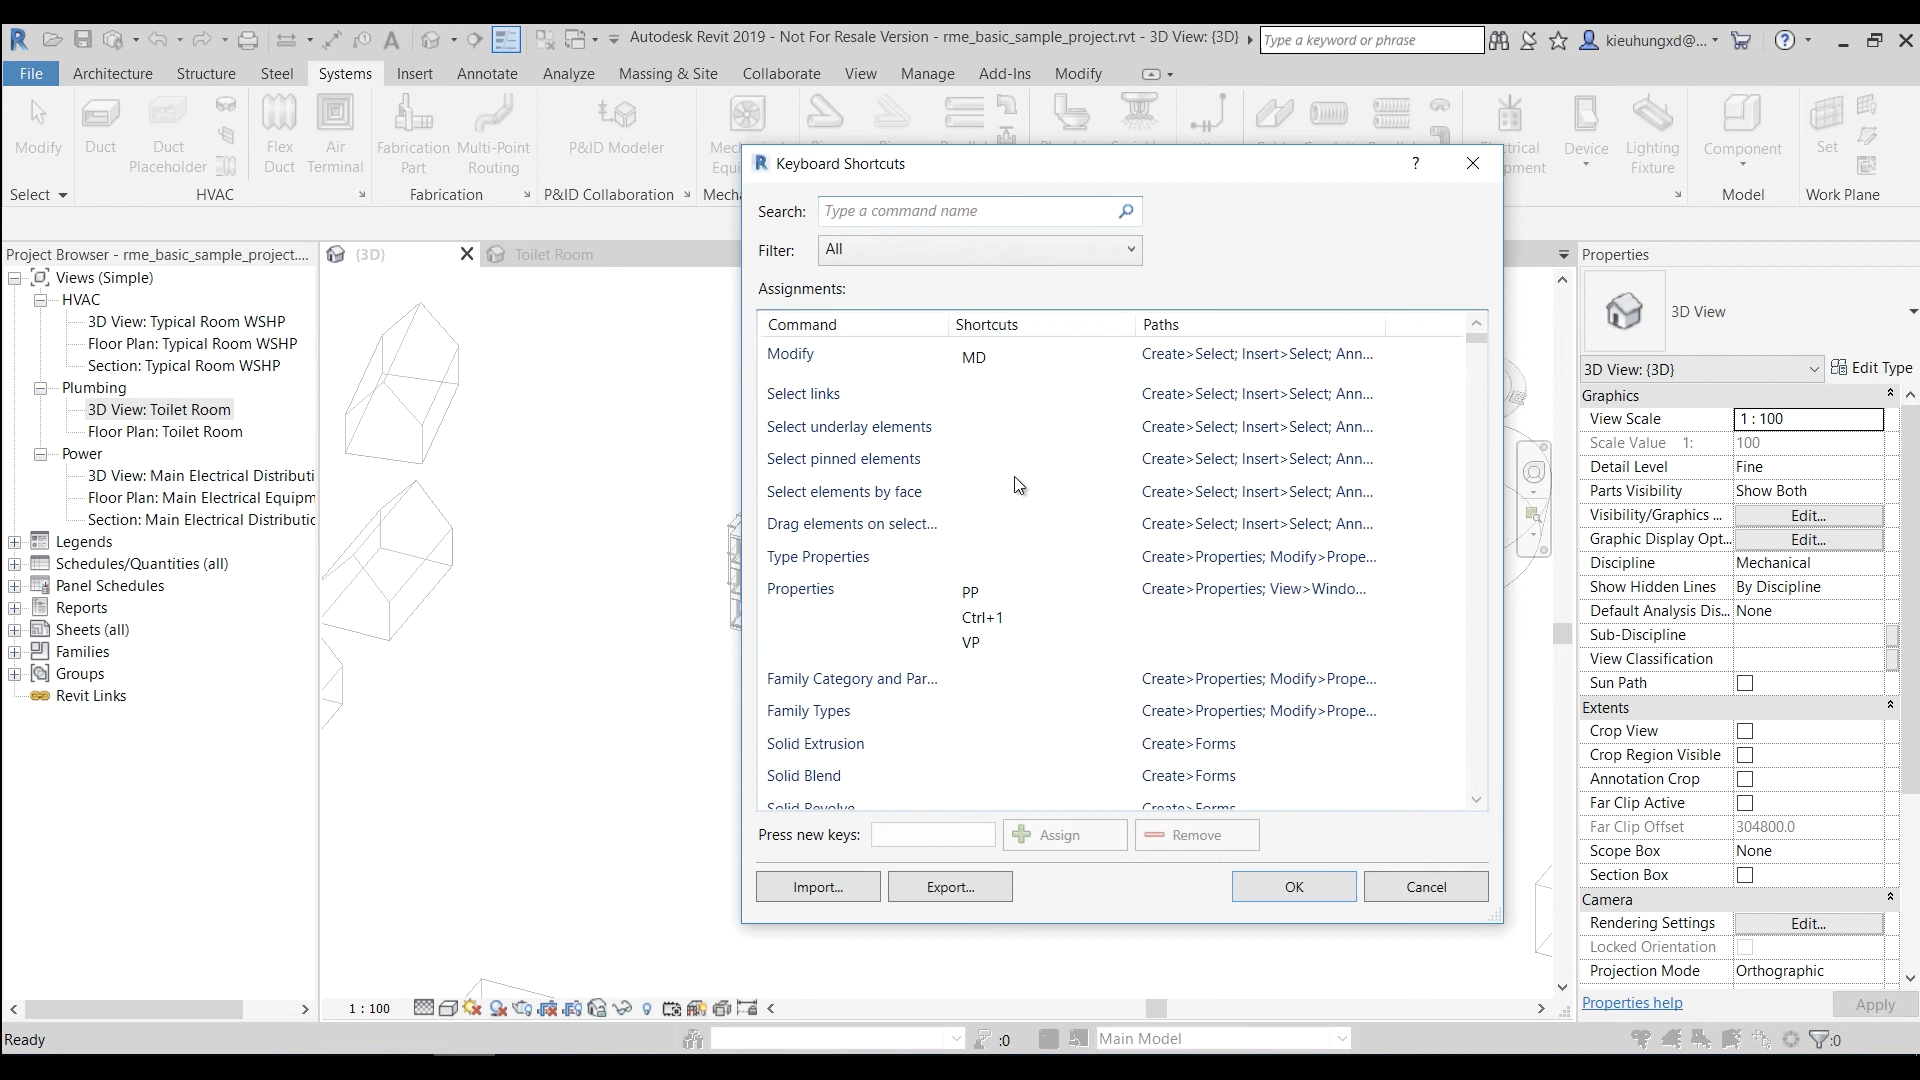 Autodesk Revit 2019 - Not For Resale Version - rme_basic_sample_project.rvt - 3D View: {3D}
Type a keyword or phrase
kieuhungxd@...
File Architecture Structure Steel Systems Insert Annotate Analyze Massing & Site Collaborate View Manage Add-Ins Modify
Modify
Duct
Duct Placeholder
Flex Duct
Air Terminal
Fabrication Part
Multi-Point Routing
P&ID Modeler
Device
Lighting Fixture
Component
Set
Select
HVAC
Fabrication
P&ID Collaboration
Model
Work Plane
Project Browser - rme_basic_sample_project....
Views (Simple)
HVAC
3D View: Typical Room WSHP
Floor Plan: Typical Room WSHP
Section: Typical Room WSHP
Plumbing
3D View: Toilet Room
Floor Plan: Toilet Room
Power
3D View: Main Electrical Distributi
Floor Plan: Main Electrical Equipm
Section: Main Electrical Distributic
Legends
Schedules/Quantities (all)
Panel Schedules
Reports
Sheets (all)
Families
Groups
Revit Links
{3D}
Toilet Room
Keyboard Shortcuts
Search: Type a command name
Filter: All
Assignments:
Command Shortcuts Paths
Modify MD Create>Select; Insert>Select; Ann...
Select links Create>Select; Insert>Select; Ann...
Select underlay elements Create>Select; Insert>Select; Ann...
Select pinned elements Create>Select; Insert>Select; Ann...
Select elements by face Create>Select; Insert>Select; Ann...
Drag elements on select... Create>Select; Insert>Select; Ann...
Type Properties Create>Properties; Modify>Prope...
Properties PP Create>Properties; View>Windo...
Ctrl+1
VP
Family Category and Par... Create>Properties; Modify>Prope...
Family Types Create>Properties; Modify>Prope...
Solid Extrusion Create>Forms
Solid Blend Create>Forms
Solid Revolve Create>Forms
Press new keys: Assign Remove
Import... Export... OK Cancel
Properties
3D View
3D View: {3D} Edit Type
Graphics
View Scale 1 : 100
Scale Value 1: 100
Detail Level Fine
Parts Visibility Show Both
Visibility/Graphics ... Edit...
Graphic Display Opt... Edit...
Discipline Mechanical
Show Hidden Lines By Discipline
Default Analysis Dis... None
Sub-Discipline
View Classification
Sun Path
Extents
Crop View
Crop Region Visible
Annotation Crop
Far Clip Active
Far Clip Offset 304800.0
Scope Box None
Section Box
Camera
Rendering Settings Edit...
Locked Orientation
Projection Mode Orthographic
Properties help Apply
1 : 100
Ready
:0
Main Model
:0